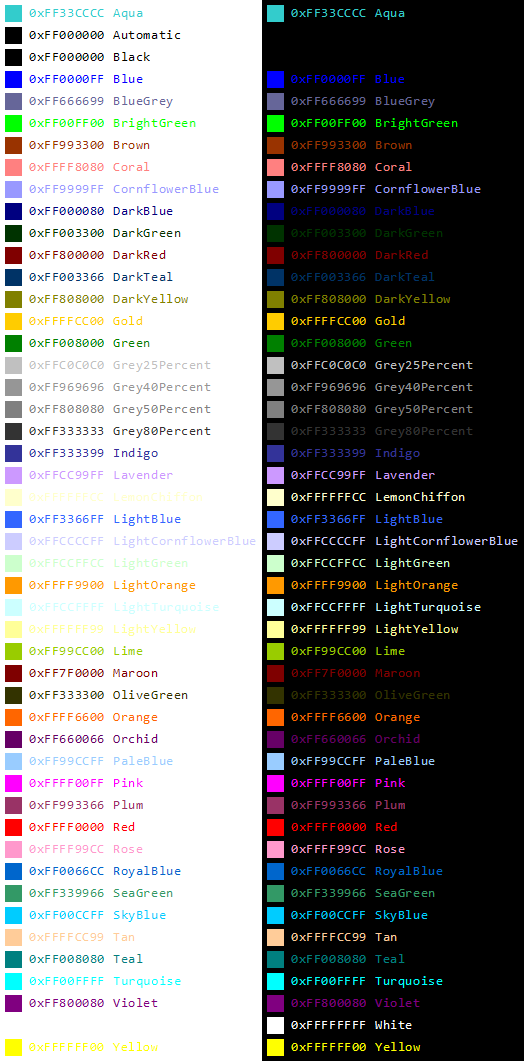 0xFF33CCCC Aqua
0xFF000000 Automatic
0xFF000000 Black
0xFF0000FF Blue
0xFF666699 BlueGrey
0xFF00FF00 BrightGreen
0xFF993300 Brown
0xFFFF8080 Coral
0xFF9999FF CornflowerBlue
0xFF000080 DarkBlue
0xFF003300 DarkGreen
0xFF800000 DarkRed
0xFF003366 DarkTeal
0xFF808000 DarkYellow
0xFFFFCC00 Gold
0xFF008000 Green
0xFFC0C0C0 Grey25Percent
0xFF969696 Grey40Percent
0xFF808080 Grey50Percent
0xFF333333 Grey80Percent
0xFF333399 Indigo
0xFFCC99FF Lavender
0xFFFFFFCC LemonChiffon
0xFF3366FF LightBlue
0xFFCCCCFF LightCornflowerBlue
0xFFCCFFCC LightGreen
0xFFFF9900 LightOrange
0xFFCCFFFF LightTurquoise
0xFFFFFF99 LightYellow
0xFF99CC00 Lime
0xFF7F0000 Maroon
0xFF333300 OliveGreen
0xFFFF6600 Orange
0xFF660066 Orchid
0xFF99CCFF PaleBlue
0xFFFF00FF Pink
0xFF993366 Plum
0xFFFF0000 Red
0xFFFF99CC Rose
0xFF0066CC RoyalBlue
0xFF339966 SeaGreen
0xFF00CCFF SkyBlue
0xFFFFCC99 Tan
0xFF008080 Teal
0xFF00FFFF Turquoise
0xFF800080 Violet
0xFFFFFF00 Yellow
0xFF33CCCC Aqua
0xFF0000FF Blue
0xFF666699 BlueGrey
0xFF00FF00 BrightGreen
0xFF993300 Brown
0xFFFF8080 Coral
0xFF9999FF CornflowerBlue
0xFF000080 DarkBlue
0xFF003300 DarkGreen
0xFF800000 DarkRed
0xFF003366 DarkTeal
0xFF808000 DarkYellow
0xFFFFCC00 Gold
0xFF008000 Green
0xFFC0C0C0 Grey25Percent
0xFF969696 Grey40Percent
0xFF808080 Grey50Percent
0xFF333333 Grey80Percent
0xFF333399 Indigo
0xFFCC99FF Lavender
0xFFFFFFCC LemonChiffon
0xFF3366FF LightBlue
0xFFCCCCFF LightCornflowerBlue
0xFFCCFFCC LightGreen
0xFFFF9900 LightOrange
0xFFCCFFFF LightTurquoise
0xFFFFFF99 LightYellow
0xFF99CC00 Lime
0xFF7F0000 Maroon
0xFF333300 OliveGreen
0xFFFF6600 Orange
0xFF660066 Orchid
0xFF99CCFF PaleBlue
0xFFFF00FF Pink
0xFF993366 Plum
0xFFFF0000 Red
0xFFFF99CC Rose
0xFF0066CC RoyalBlue
0xFF339966 SeaGreen
0xFF00CCFF SkyBlue
0xFFFFCC99 Tan
0xFF008080 Teal
0xFF00FFFF Turquoise
0xFF800080 Violet
0xFFFFFFFF White
0xFFFFFF00 Yellow